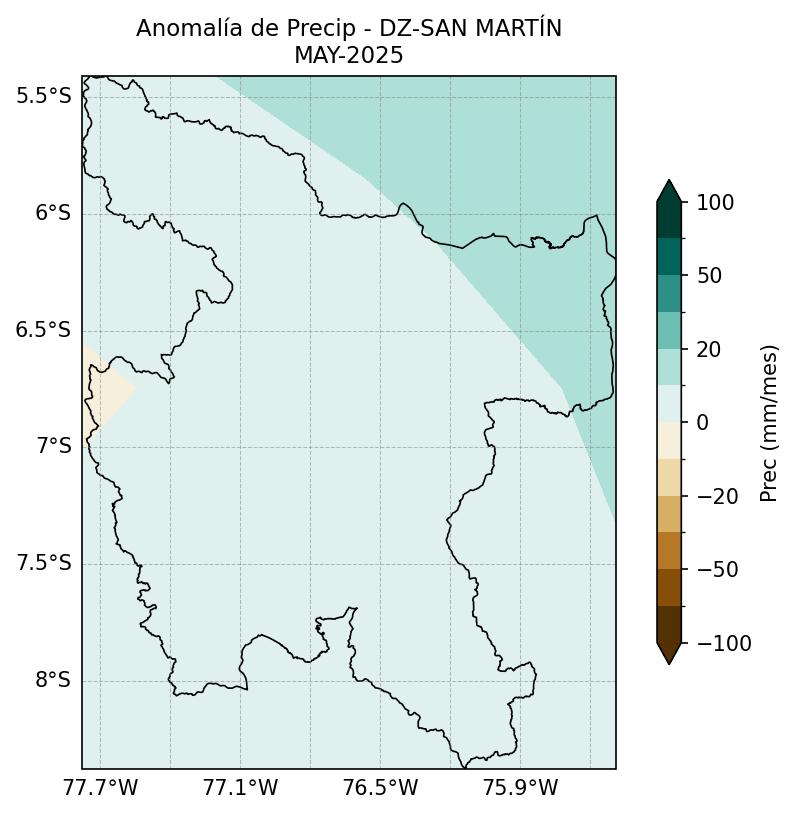 Anomalía de Precip - DZ-SAN MARTÍN
MAY-2025
5.5°S
6°S
6.5°S
7°S
7.5°S
8°S
77.7°W
77.1°W
76.5°W
75.9°W
100
50
20
0
−20
−50
−100
Prec (mm/mes)